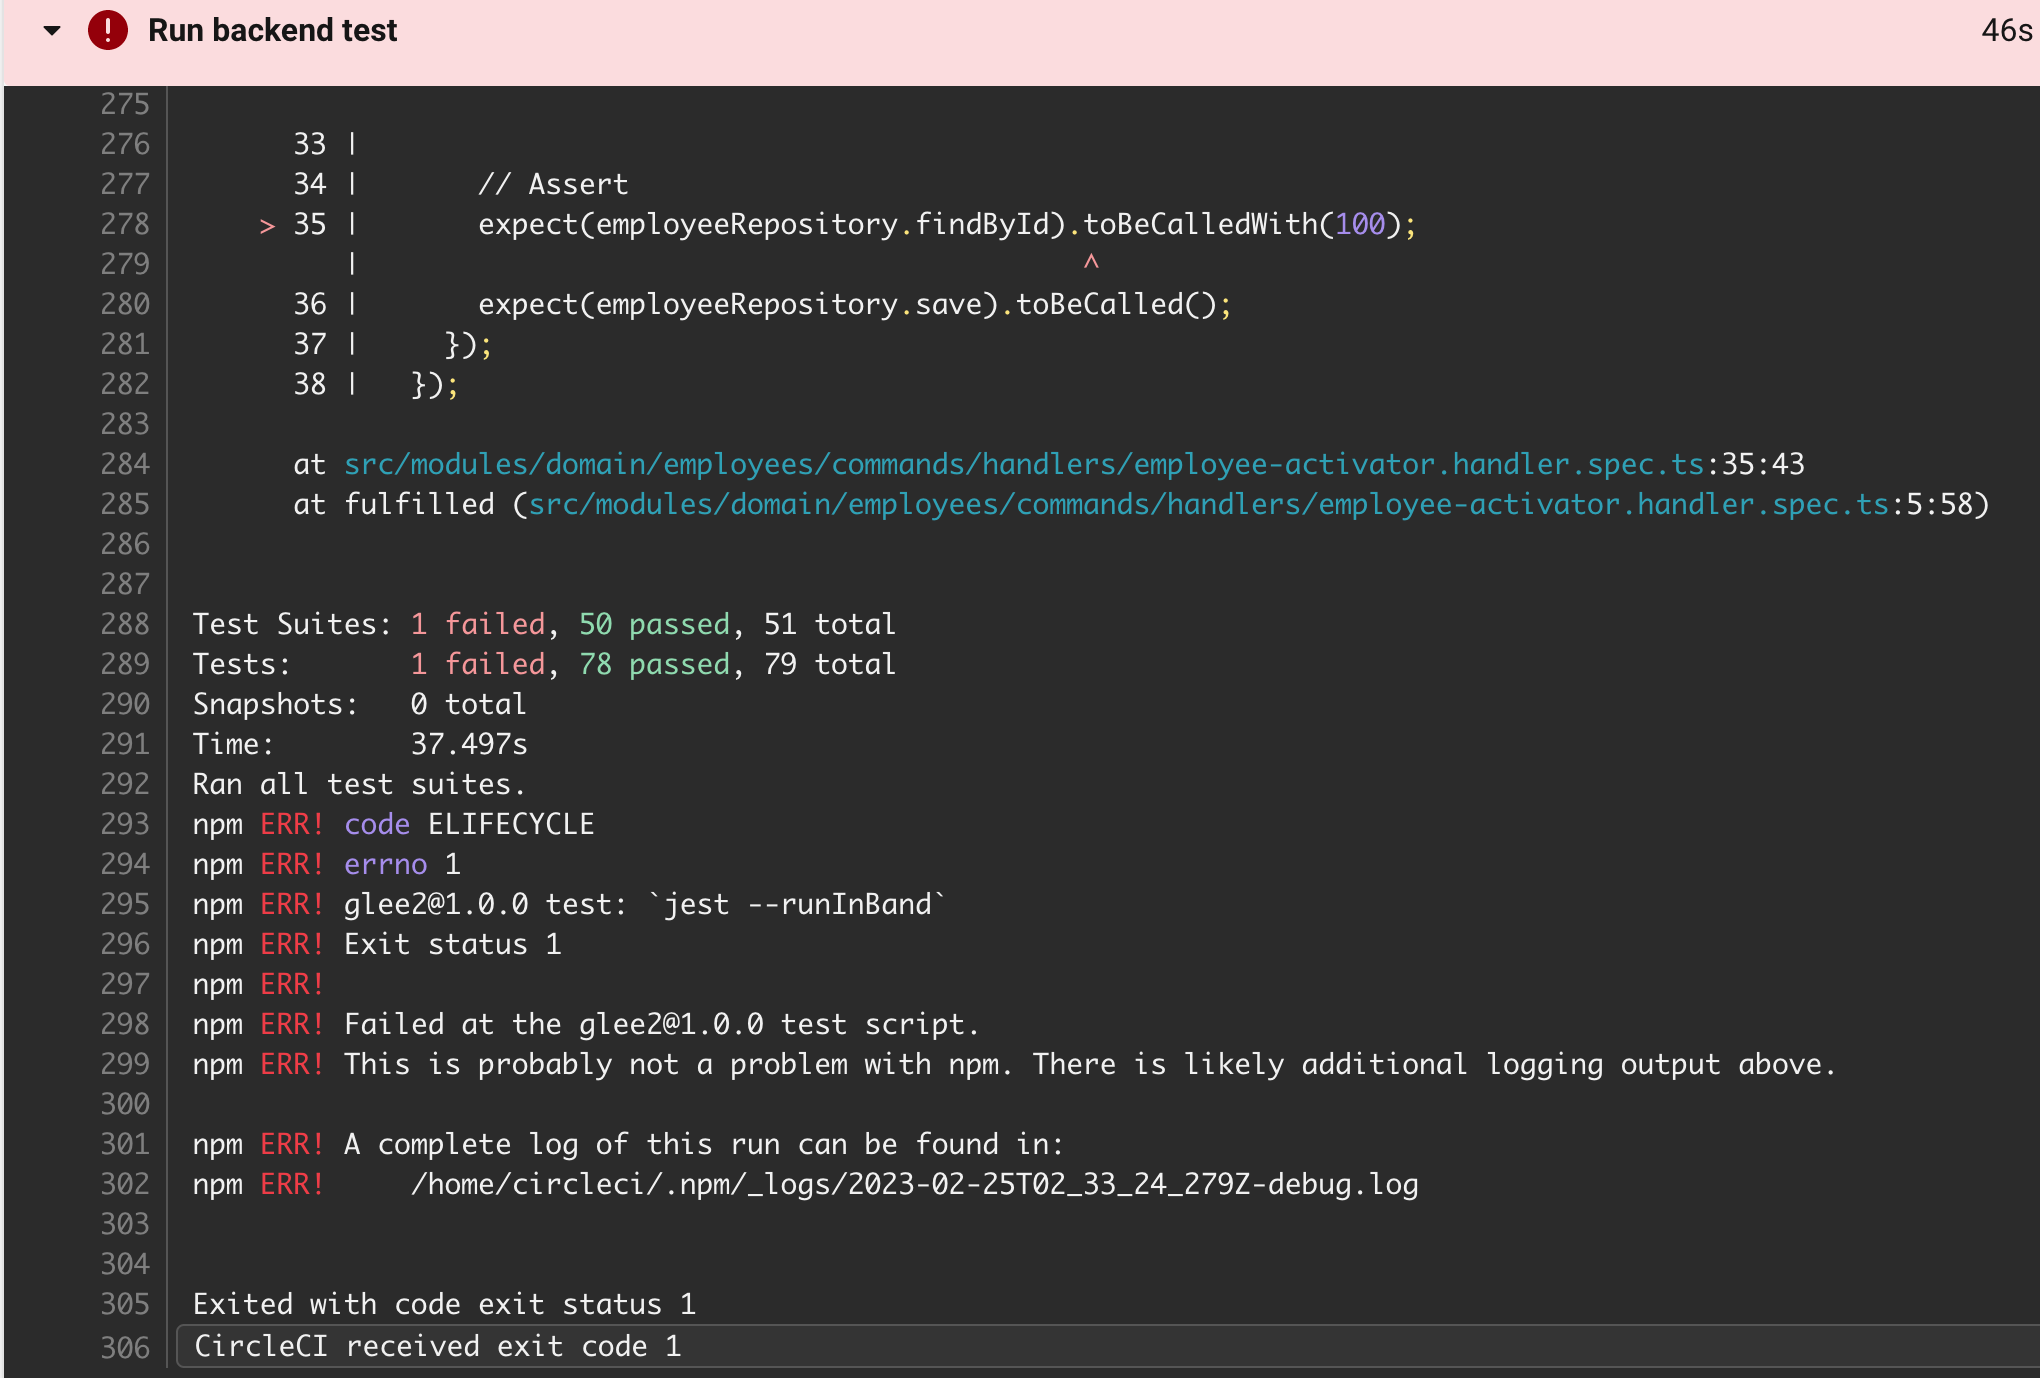 Run backend test 46s
275
276 33 |
277 34 | // Assert
278 > 35 | expect(employeeRepository.findById).toBeCalledWith(100);
279 | ^
280 36 | expect(employeeRepository.save).toBeCalled();
281 37 | });
282 38 | });
283
284 at src/modules/domain/employees/commands/handlers/employee-activator.handler.spec.ts:35:43
285 at fulfilled (src/modules/domain/employees/commands/handlers/employee-activator.handler.spec.ts:5:58)
286
287
288 Test Suites: 1 failed, 50 passed, 51 total
289 Tests: 1 failed, 78 passed, 79 total
290 Snapshots: 0 total
291 Time: 37.497s
292 Ran all test suites.
293 npm ERR! code ELIFECYCLE
294 npm ERR! errno 1
295 npm ERR! glee2@1.0.0 test: `jest --runInBand`
296 npm ERR! Exit status 1
297 npm ERR!
298 npm ERR! Failed at the glee2@1.0.0 test script.
299 npm ERR! This is probably not a problem with npm. There is likely additional logging output above.
300
301 npm ERR! A complete log of this run can be found in:
302 npm ERR! /home/circleci/.npm/_logs/2023-02-25T02_33_24_279Z-debug.log
303
304
305 Exited with code exit status 1
306 CircleCI received exit code 1